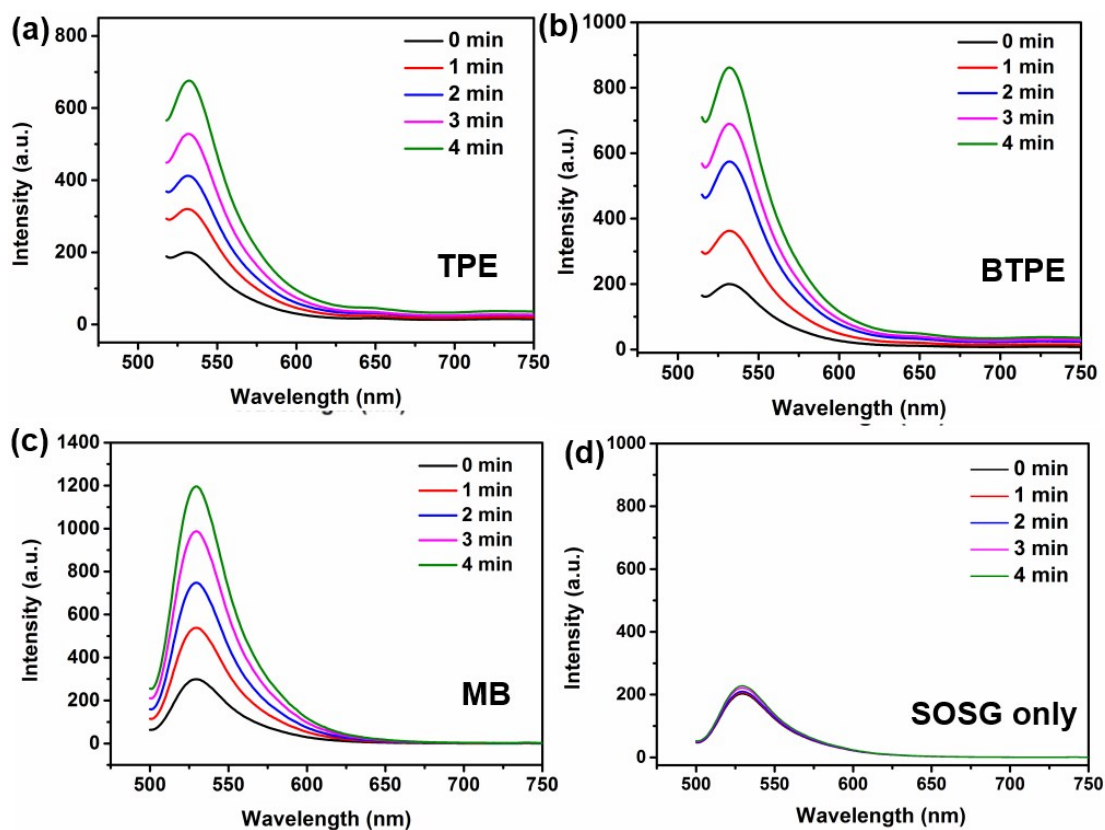 (a)
800
600
400
200
0
Intensity (a.u.)
0 min
1 min
2 min
3 min
4 min
TPE
500 550 600 650 700 750
Wavelength (nm)
(b)
1000
800
600
400
200
0
Intensity (a.u.)
0 min
1 min
2 min
3 min
4 min
BTPE
500 550 600 650 700 750
Wavelength (nm)
(c)
1400
1200
1000
800
600
400
200
0
Intensity (a.u.)
0 min
1 min
2 min
3 min
4 min
MB
500 550 600 650 700 750
Wavelength (nm)
(d)
1000
800
600
400
200
0
Intensity (a.u.)
0 min
1 min
2 min
3 min
4 min
SOSG only
500 550 600 650 700 750
Wavelength (nm)